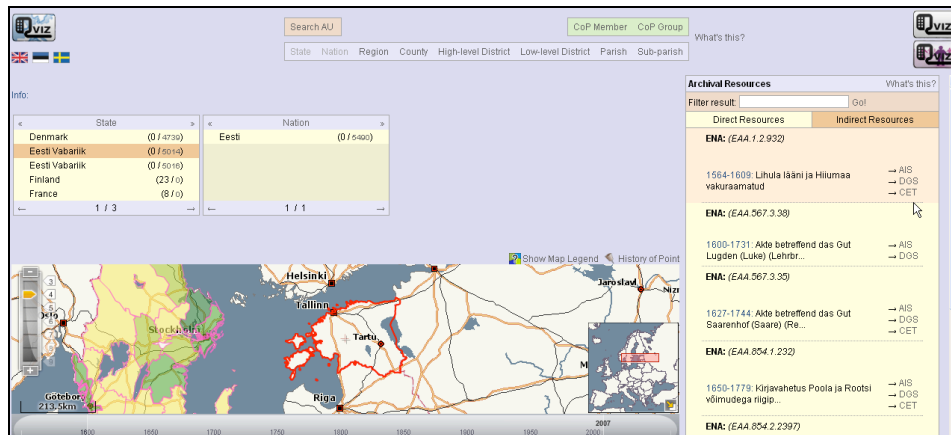 QVIZ
Search AU
CoP Member CoP Group
What's this?
State Nation Region County High-level District Low-level District Parish Sub-parish
Info:
« State »
Denmark (0 / 4739)
Eesti Vabariik (0 / 5014)
Eesti Vabariik (0 / 5016)
Finland (23 / 0)
France (8 / 0)
← 1 / 3 →
« Nation »
Eesti (0 / 5490)
← 1 / 1 →
Show Map Legend History of Point
Archival Resources What's this?
Filter result: Go!
Direct Resources Indirect Resources
ENA: (EAA.1.2.932)
1564-1609: Lihula lääni ja Hiiumaa
vakuraamatud
→ AIS
→ DGS
→ CET
ENA: (EAA.567.3.38)
1600-1731: Akte betreffend das Gut
Lugden (Luke) (Lehrbr...
→ AIS
→ DGS
ENA: (EAA.567.3.35)
1627-1744: Akte betreffend das Gut
Saarenhof (Saare) (Re...
→ AIS
→ DGS
→ CET
ENA: (EAA.854.1.232)
1650-1779: Kirjavahetus Poola ja Rootsi
võimudega riigip...
→ AIS
→ DGS
→ CET
ENA: (EAA.854.2.2397)
Helsinki
Tallinn
Jaroslavl
Stockholm
Tartu
Göteborg
Riga
213.5km
3
4
2007
1600 1650 1700 1750 1800 1850 1900 1950 2000